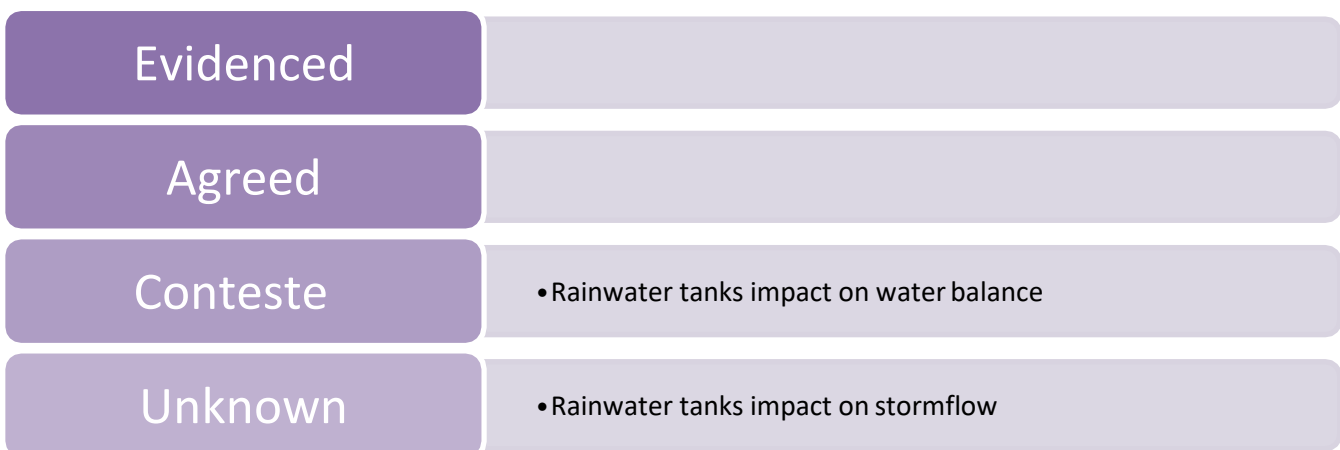 Evidenced
Agreed
Conteste
•Rainwater tanks impact on water balance
Unknown
•Rainwater tanks impact on stormflow